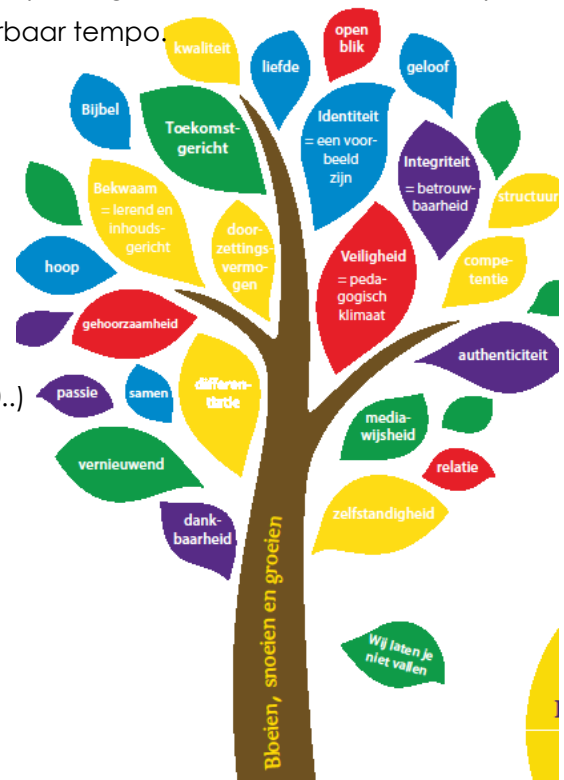 rbaar tempo.
kwaliteit
liefde
open
blik
geloof
Bijbel
Toekomst-
gericht
Identiteit
= een voor-
beeld
zijn
Integriteit
= betrouw-
baarheid
structuur
Bekwaam
= lerend en
inhouds-
gericht
door-
zettings-
vermo-
gen
Veiligheid
= peda-
gogisch
klimaat
compe-
tentie
hoop
gehoorzaamheid
authenticiteit
..)
passie
samen
differen-
tiatie
media-
wijsheid
vernieuwend
relatie
dank-
baarheid
zelfstandigheid
Bloeien, snoeien en groeien
Wij laten je
niet vallen